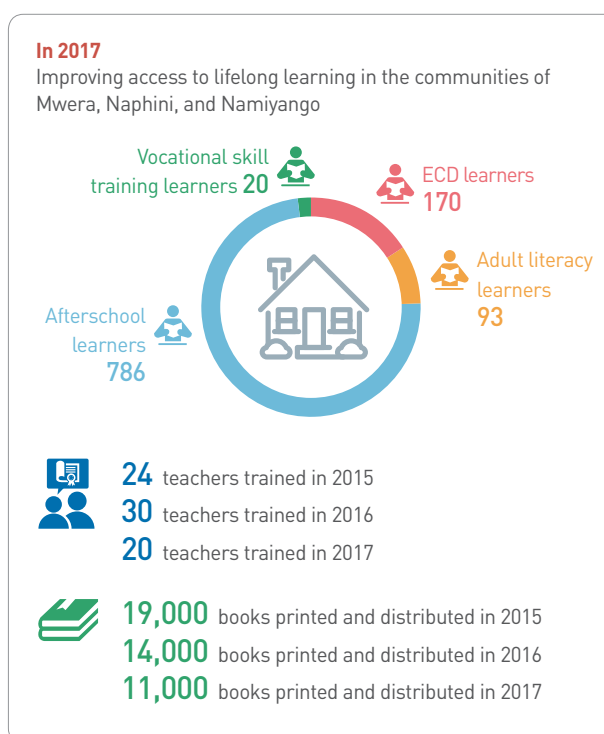 In 2017
Improving access to lifelong learning in the communities of
Mwera, Naphini, and Namiyango
Vocational skill
training learners 20
ECD learners
170
Adult literacy
learners
93
Afterschool
learners
786
24 teachers trained in 2015
30 teachers trained in 2016
20 teachers trained in 2017
19,000 books printed and distributed in 2015
14,000 books printed and distributed in 2016
11,000 books printed and distributed in 2017